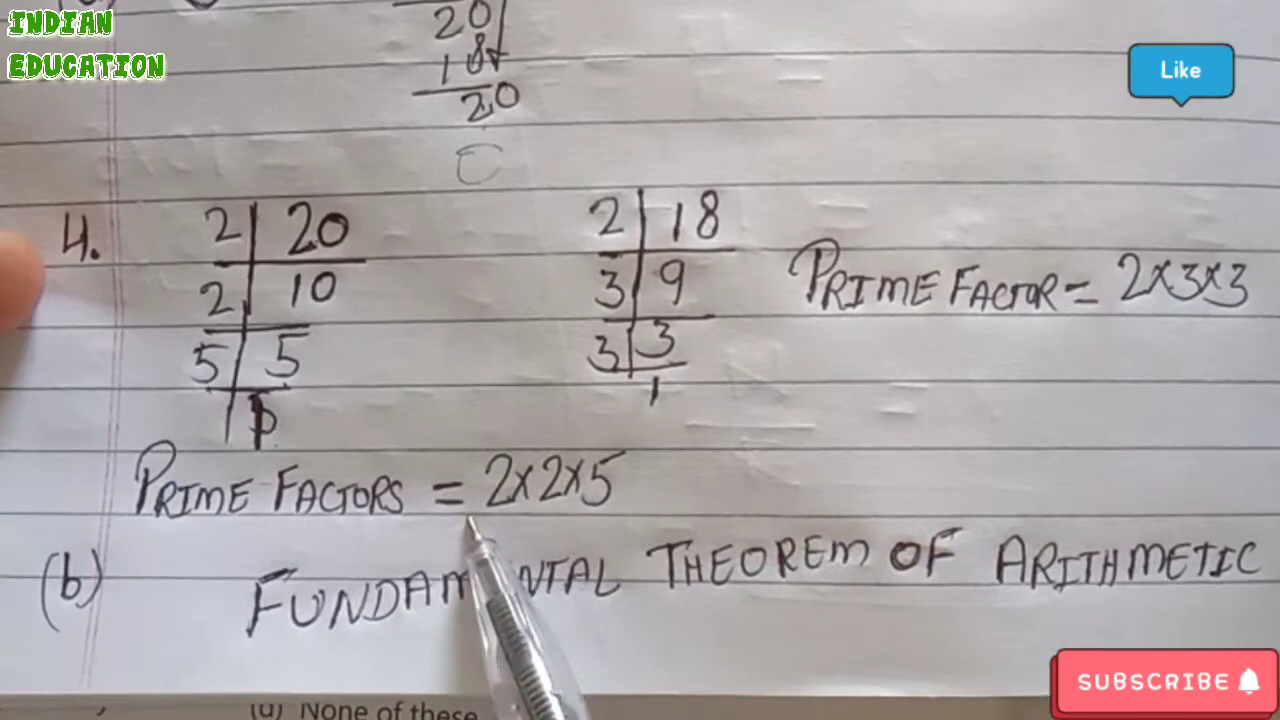 INDIAN
EDUCATION
Like
20
18
20
0
4.
2 20
2 10
5 5
1
2 18
3 9
3 3
1
PRIME FACTOR = 2×3×3
PRIME FACTORS = 2×2×5
(b) FUNDAMENTAL THEOREM OF ARITHMETIC
SUBSCRIBE
(d) None of these